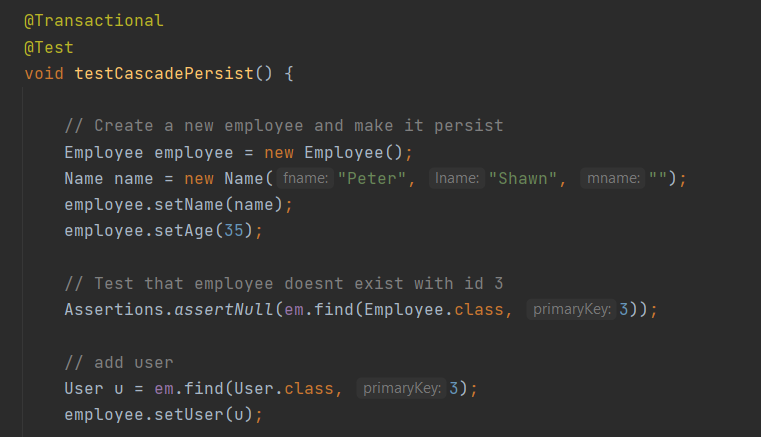 @Transactional
@Test
void testCascadePersist() {
// Create a new employee and make it persist
Employee employee = new Employee();
Name name = new Name( fname: "Peter", lname: "Shawn", mname: "");
employee.setName(name);
employee.setAge(35);
// Test that employee doesnt exist with id 3
Assertions.assertNull(em.find(Employee.class, primaryKey: 3));
// add user
User u = em.find(User.class, primaryKey: 3);
employee.setUser(u);